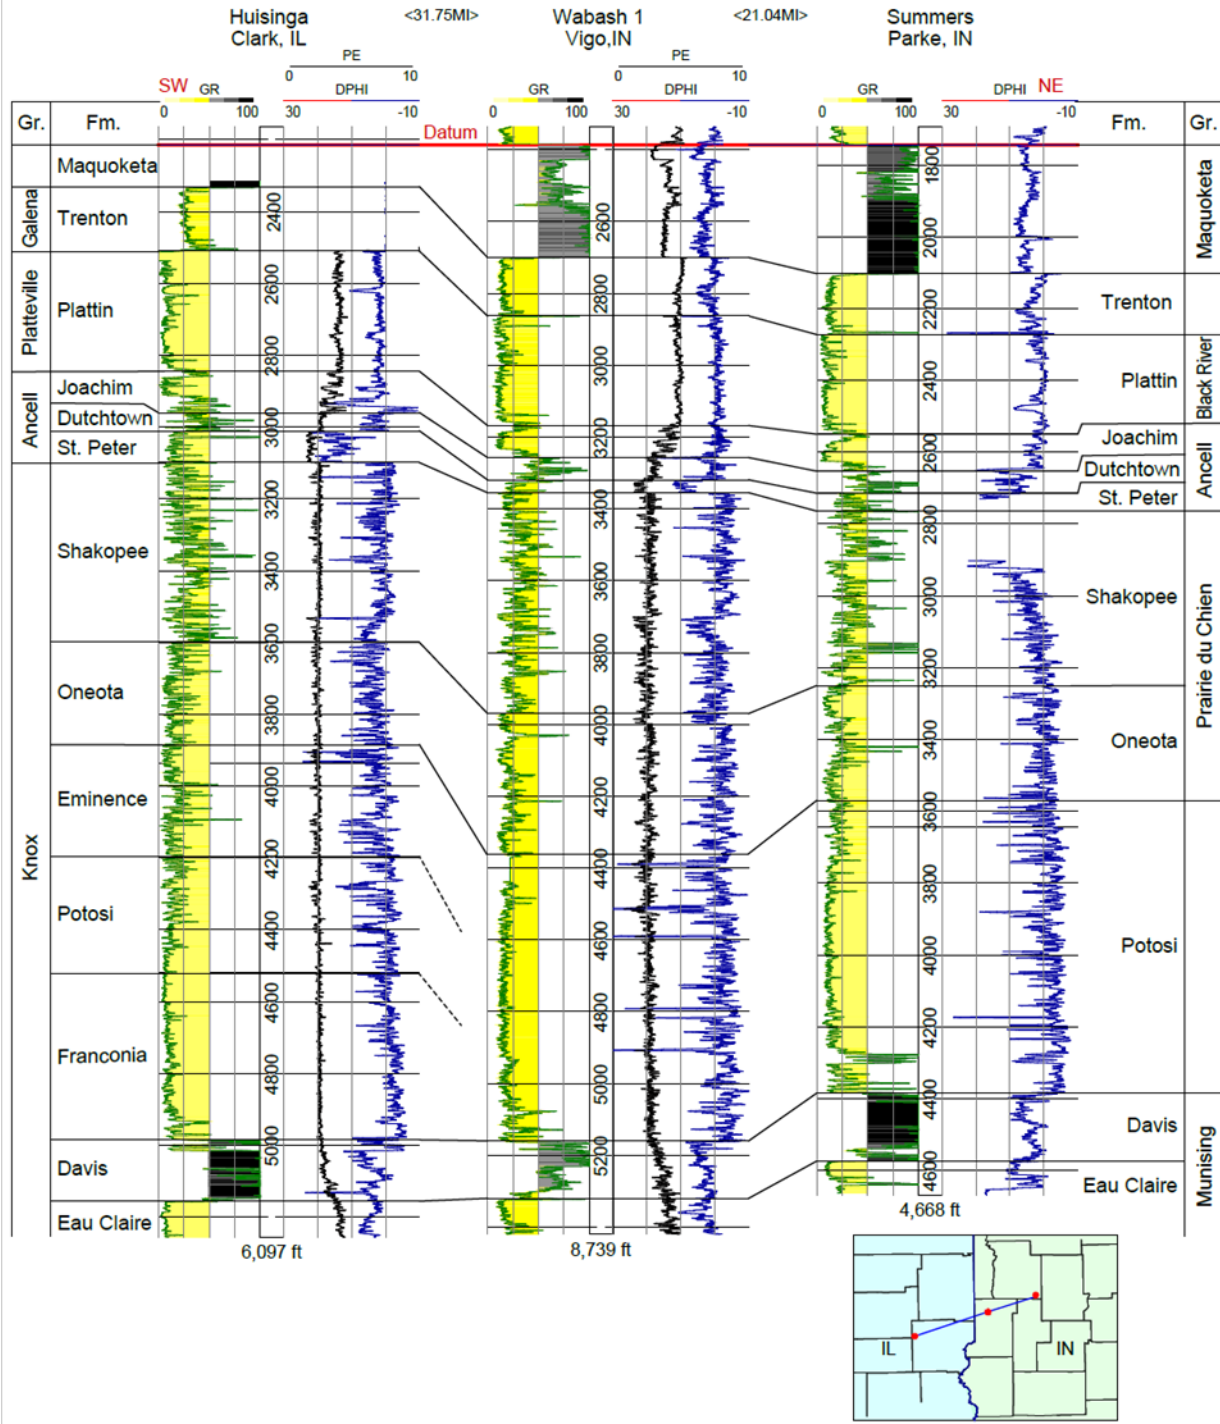 Huisinga <31.75MI> Wabash 1 <21.04MI> Summers
Clark, IL Vigo,IN Parke, IN
PE PE
0 10 0 10
SW GR DPHI GR DPHI GR DPHI NE
Gr. Fm. 0 100 30 -10 Datum 0 100 30 -10 0 100 30 -10 Fm. Gr.
Maquoketa
Galena
Trenton
Platteville
Plattin
Ancell
Joachim
Dutchtown
St. Peter
Knox
Shakopee
Oneota
Eminence
Potosi
Franconia
Davis
Eau Claire
2400
2600
2800
3000
3200
3400
3600
3800
4000
4200
4400
4600
4800
5000
6,097 ft
2600
2800
3000
3200
3400
3600
3800
4000
4200
4400
4600
4800
5000
5200
8,739 ft
1800
2000
2200
2400
2600
2800
3000
3200
3400
3600
3800
4000
4200
4400
4600
4,668 ft
Maquoketa
Trenton
Black River
Plattin
Ancell
Joachim
Dutchtown
St. Peter
Prairie du Chien
Shakopee
Oneota
Potosi
Munising
Davis
Eau Claire
IL IN